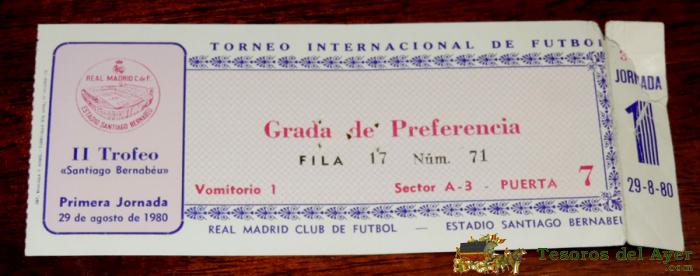 TORNEO INTERNACIONAL DE FUTBOL
REAL MADRID C. de F.
ESTADIO SANTIAGO BERNABEU
II Trofeo
«Santiago Bernabéu»
Primera Jornada
29 de agosto de 1980
Grada de Preferencia
FILA 17 Núm. 71
Vomitorio 1 Sector A-3 - PUERTA 7
REAL MADRID CLUB DE FUTBOL — ESTADIO SANTIAGO BERNABEU
JORNADA
1
29-8-80
Tesoros del Ayer
.com